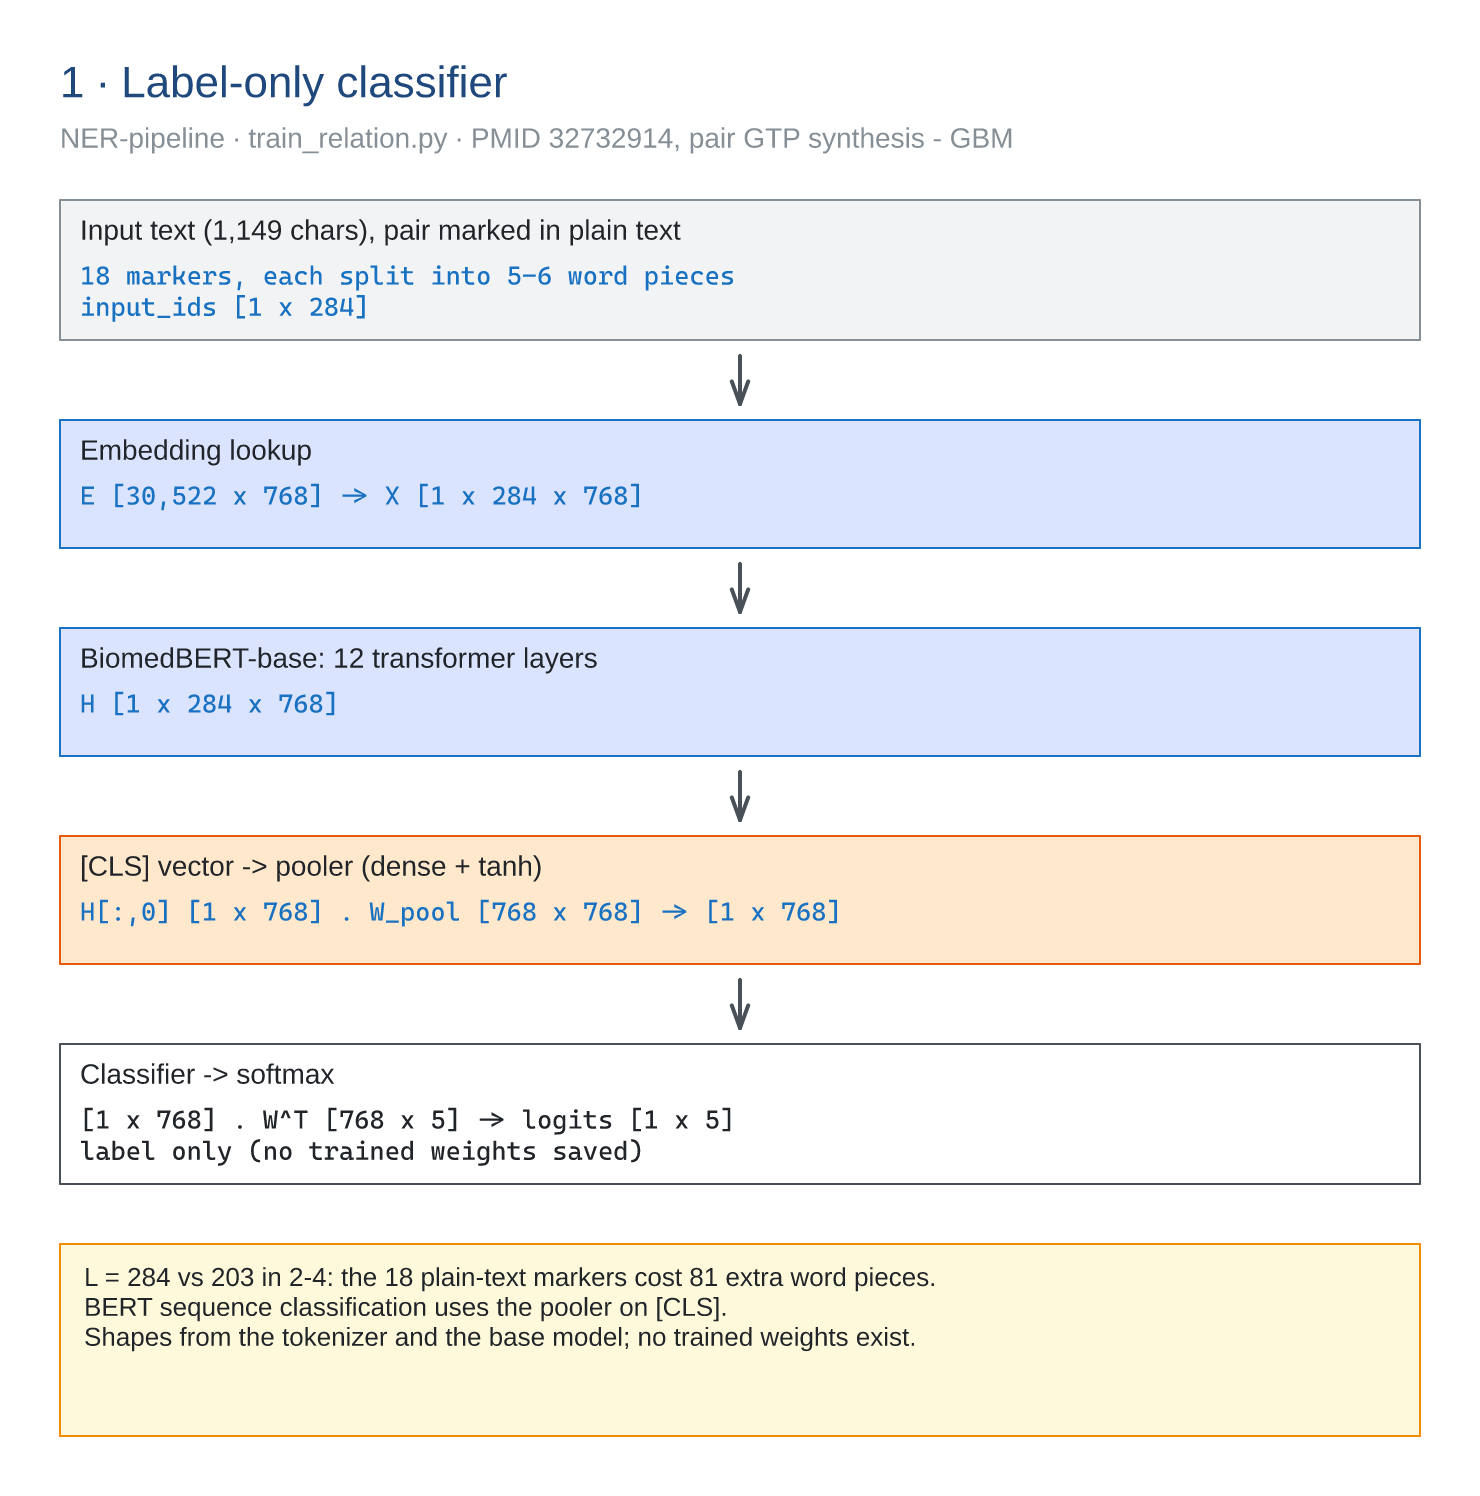 1 · Label-only classifier
NER-pipeline · train_relation.py · PMID 32732914, pair GTP synthesis - GBM
Input text (1,149 chars), pair marked in plain text
18 markers, each split into 5–6 word pieces
input_ids [1 x 284]
Embedding lookup
E [30,522 x 768] → X [1 x 284 x 768]
BiomedBERT-base: 12 transformer layers
H [1 x 284 x 768]
[CLS] vector -> pooler (dense + tanh)
H[:,0] [1 x 768] . W_pool [768 x 768] → [1 x 768]
Classifier -> softmax
[1 x 768] . W^T [768 x 5] → logits [1 x 5]
label only (no trained weights saved)
L = 284 vs 203 in 2-4: the 18 plain-text markers cost 81 extra word pieces.
BERT sequence classification uses the pooler on [CLS].
Shapes from the tokenizer and the base model; no trained weights exist.